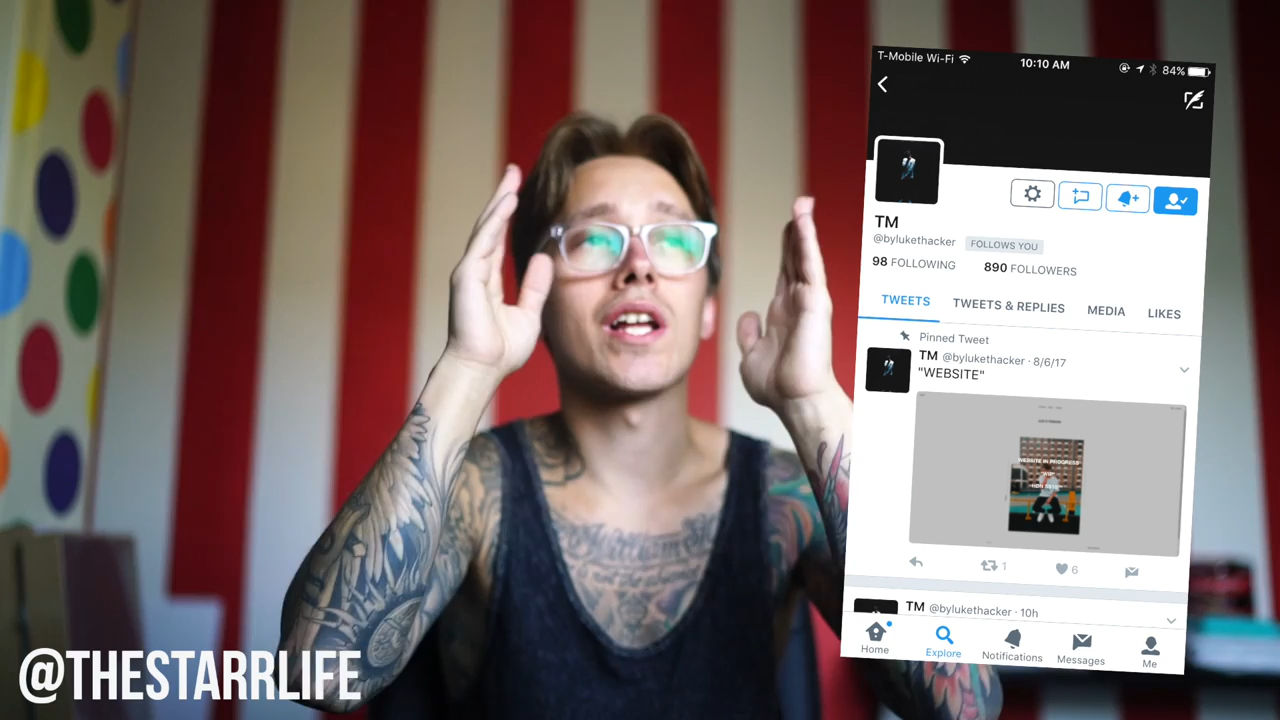 T-Mobile Wi-Fi 10:10 AM 84%
TM
@bylukethacker FOLLOWS YOU
98 FOLLOWING 890 FOLLOWERS
TWEETS TWEETS & REPLIES MEDIA LIKES
Pinned Tweet
TM @bylukethacker · 8/6/17
"WEBSITE"
WEBSITE IN PROGRESS
"WIP"
1 6
TM @bylukethacker · 10h
Home Explore Notifications Messages Me
@THESTARRLIFE